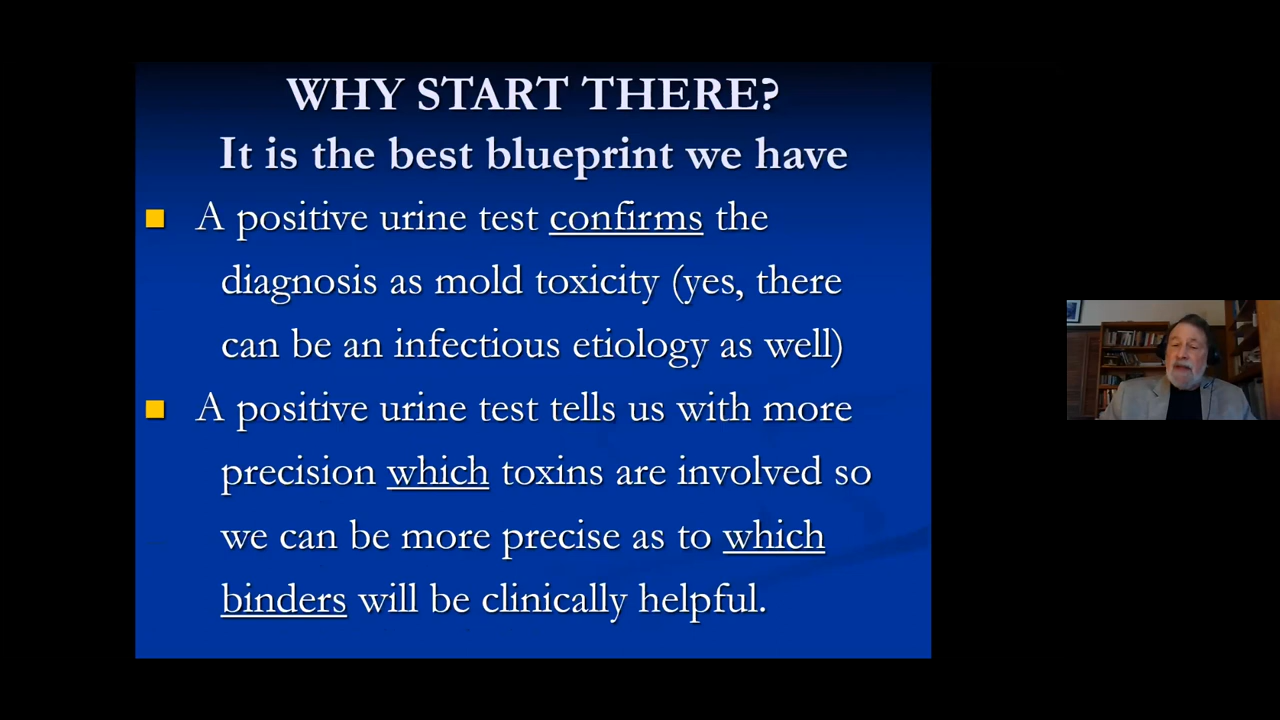 WHY START THERE?
It is the best blueprint we have
A positive urine test confirms the
diagnosis as mold toxicity (yes, there
can be an infectious etiology as well)
A positive urine test tells us with more
precision which toxins are involved so
we can be more precise as to which
binders will be clinically helpful.